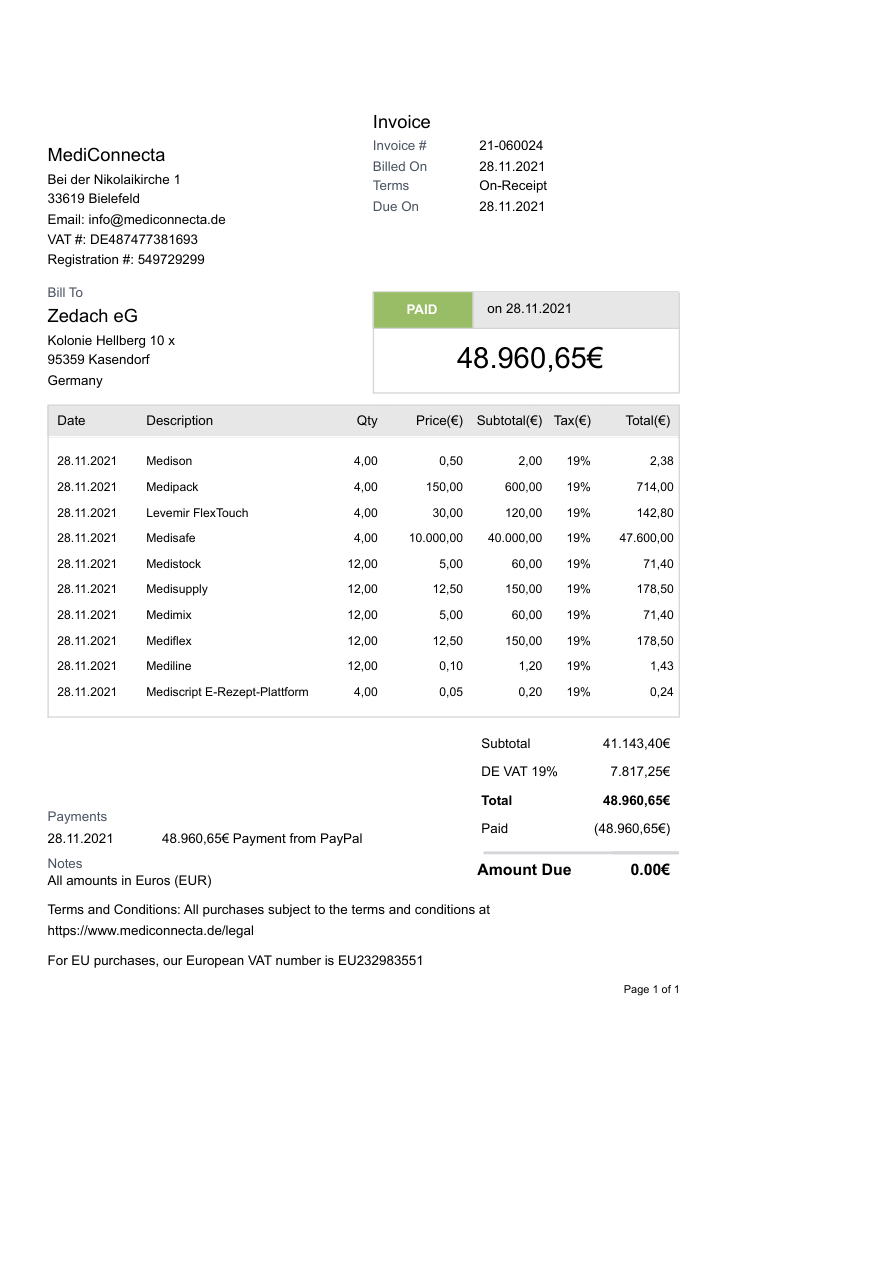 Invoice
Invoice # 21-060024
Billed On 28.11.2021
Terms On-Receipt
Due On 28.11.2021
MediConnecta
Bei der Nikolaikirche 1
33619 Bielefeld
Email: info@mediconnecta.de
VAT #: DE487477381693
Registration #: 549729299
Bill To
Zedach eG
Kolonie Hellberg 10 x
95359 Kasendorf
Germany
PAID on 28.11.2021
48.960,65€
Date Description Qty Price(€) Subtotal(€) Tax(€) Total(€)
28.11.2021 Medison 4,00 0,50 2,00 19% 2,38
28.11.2021 Medipack 4,00 150,00 600,00 19% 714,00
28.11.2021 Levemir FlexTouch 4,00 30,00 120,00 19% 142,80
28.11.2021 Medisafe 4,00 10.000,00 40.000,00 19% 47.600,00
28.11.2021 Medistock 12,00 5,00 60,00 19% 71,40
28.11.2021 Medisupply 12,00 12,50 150,00 19% 178,50
28.11.2021 Medimix 12,00 5,00 60,00 19% 71,40
28.11.2021 Mediflex 12,00 12,50 150,00 19% 178,50
28.11.2021 Mediline 12,00 0,10 1,20 19% 1,43
28.11.2021 Mediscript E-Rezept-Plattform 4,00 0,05 0,20 19% 0,24
Subtotal 41.143,40€
DE VAT 19% 7.817,25€
Total 48.960,65€
Paid (48.960,65€)
Amount Due 0.00€
Payments
28.11.2021 48.960,65€ Payment from PayPal
Notes
All amounts in Euros (EUR)
Terms and Conditions: All purchases subject to the terms and conditions at
https://www.mediconnecta.de/legal
For EU purchases, our European VAT number is EU232983551
Page 1 of 1